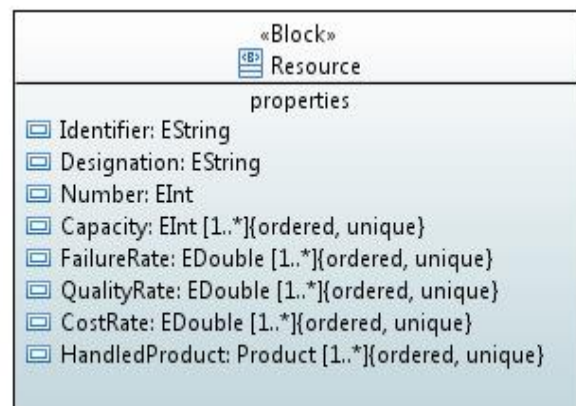 «Block»
Resource
properties
Identifier: EString
Designation: EString
Number: EInt
Capacity: EInt [1..*]{ordered, unique}
FailureRate: EDouble [1..*]{ordered, unique}
QualityRate: EDouble [1..*]{ordered, unique}
CostRate: EDouble [1..*]{ordered, unique}
HandledProduct: Product [1..*]{ordered, unique}